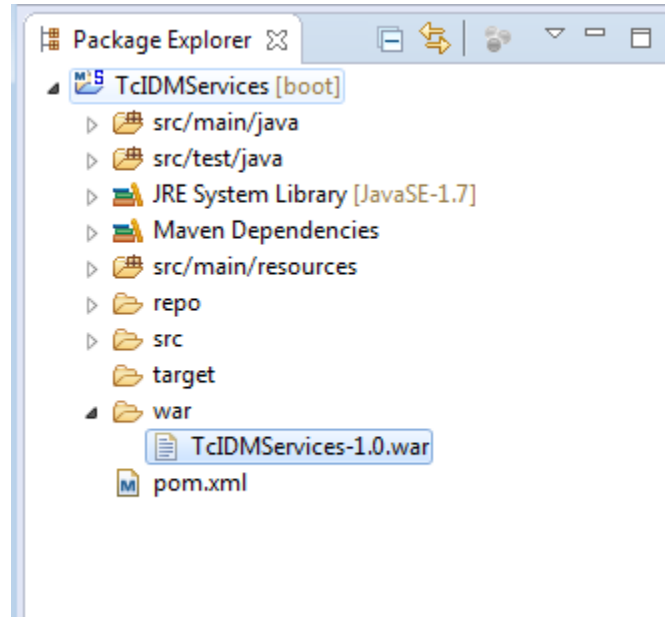 Package Explorer
TcIDMServices [boot]
src/main/java
src/test/java
JRE System Library [JavaSE-1.7]
Maven Dependencies
src/main/resources
repo
src
target
war
TcIDMServices-1.0.war
pom.xml